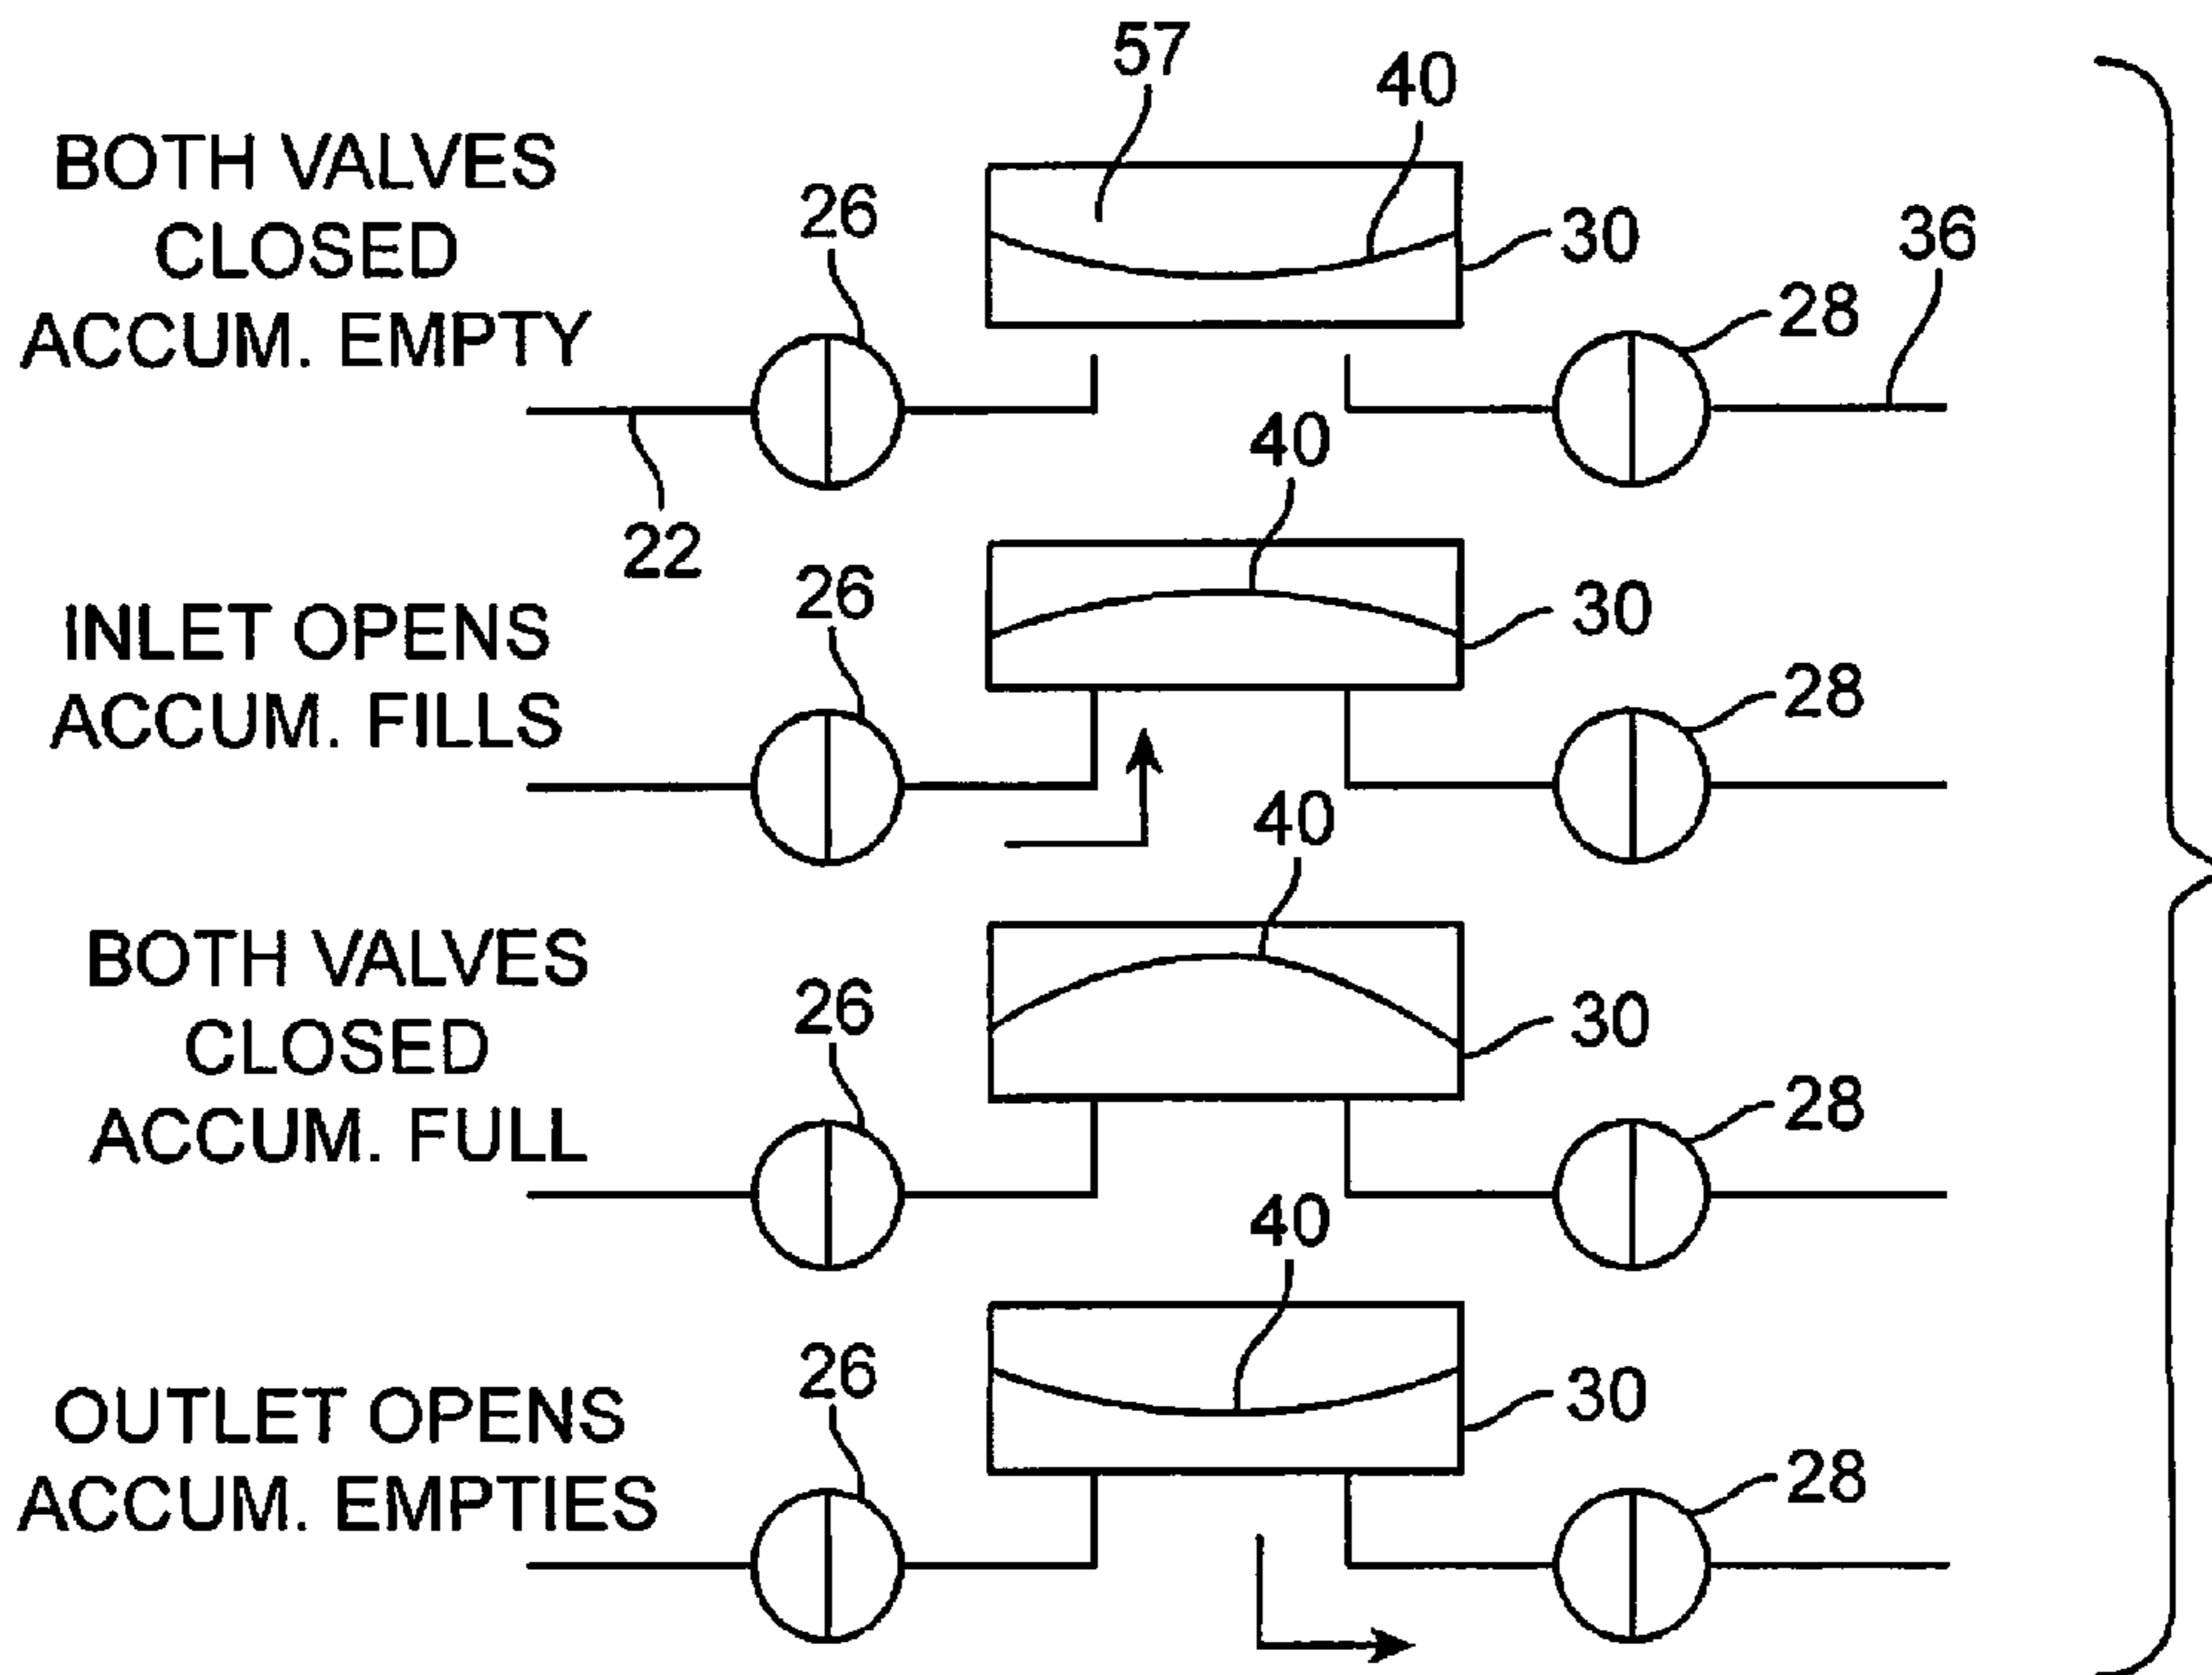 57
40
BOTH VALVES
CLOSED
ACCUM. EMPTY
26
30
36
28
22
40
INLET OPENS
ACCUM. FILLS
26
30
28
40
BOTH VALVES
CLOSED
ACCUM. FULL
26
30
28
40
OUTLET OPENS
ACCUM. EMPTIES
26
30
28